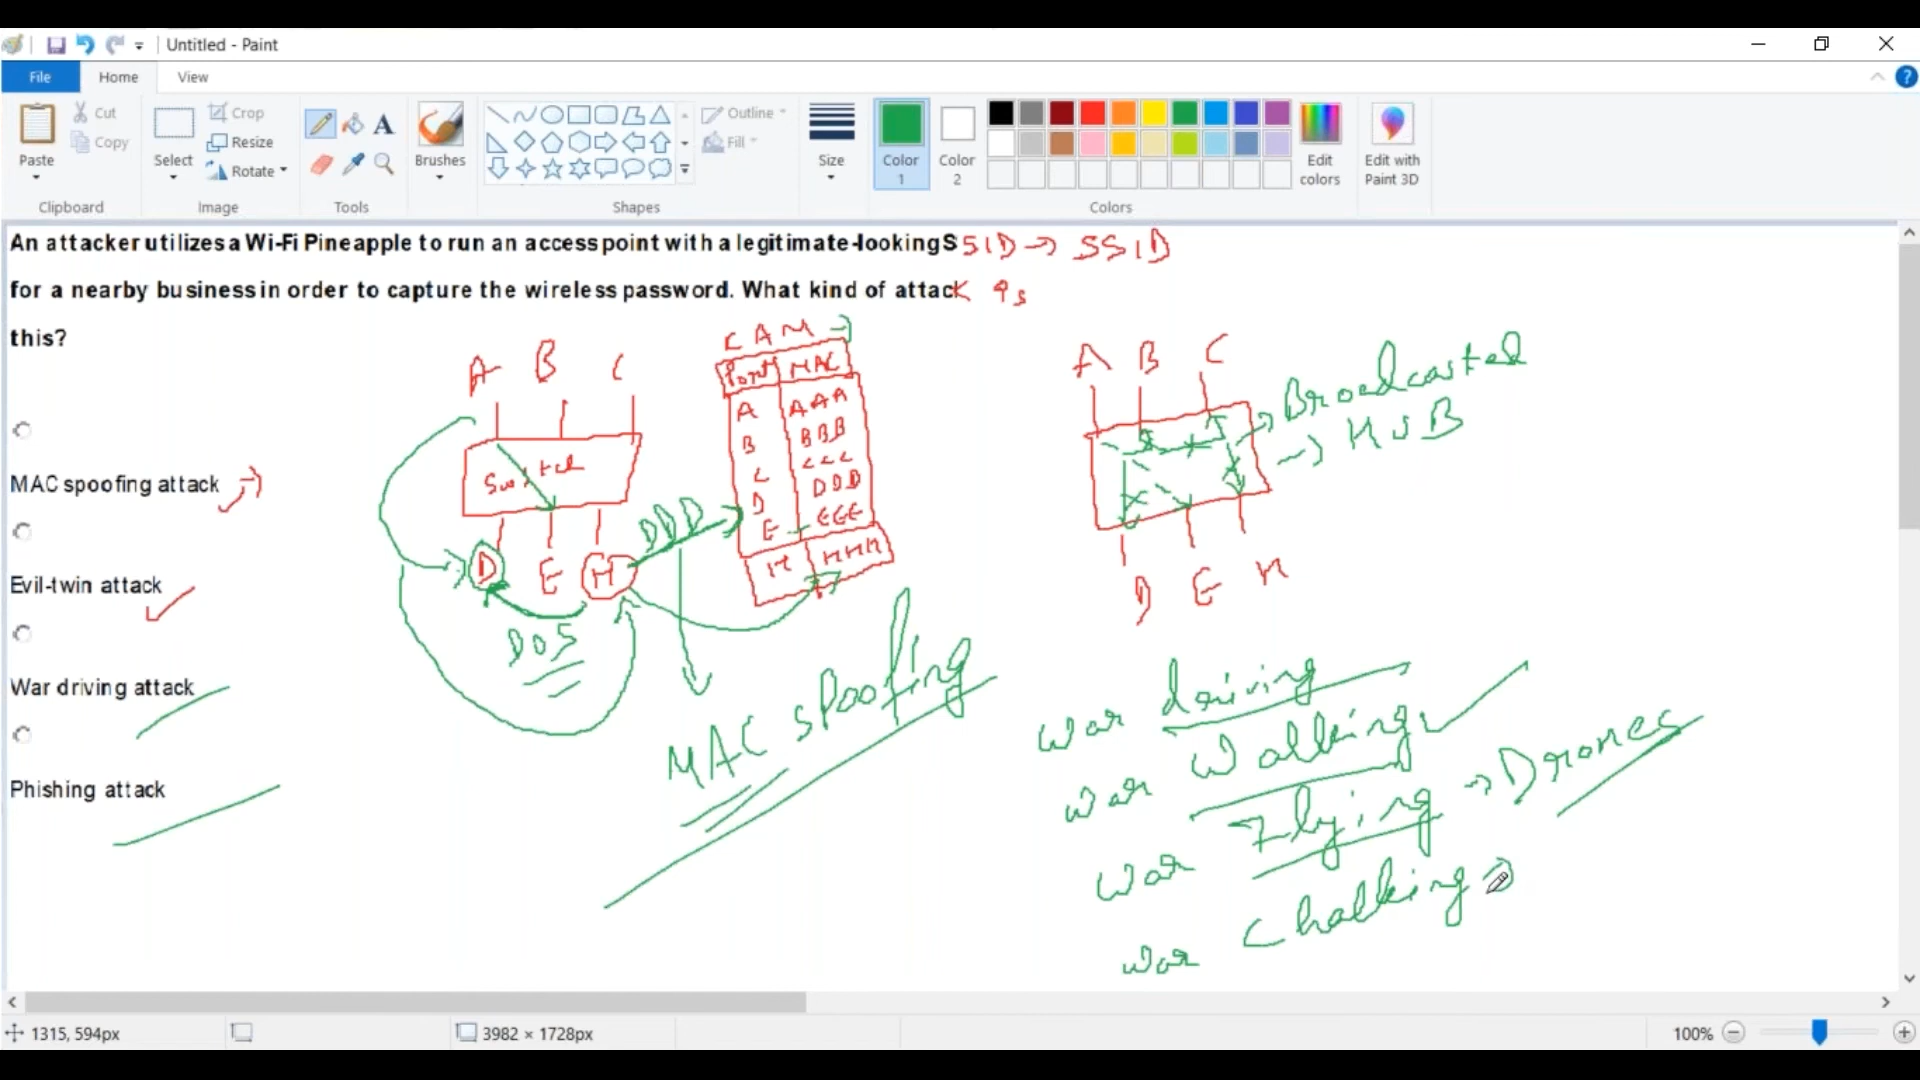 Untitled - Paint
File Home View
Paste
Cut
Copy
Clipboard
Select
Crop
Resize
Rotate
Image
A
Tools
Brushes
Shapes
Outline
Fill
Size
Color 1
Color 2
Edit colors
Colors
Edit with Paint 3D
?
An attacker utilizes a Wi-Fi Pineapple to run an access point with a legitimate-looking SSID → SSID
for a nearby business in order to capture the wireless password. What kind of attack is
this?
MAC spoofing attack
Evil-twin attack
War driving attack
Phishing attack
A B C
Switch
D E H
DOS
DDD
CAM
Port MAC
A AAA
B BBB
C CCC
D DDD
E EEE
H HHH
MAC spoofing
A B C
Broadcasted
HUB
D E H
war driving
war walking
war Flying → Drones
war Chalking
1315, 594px
3982 × 1728px
100%